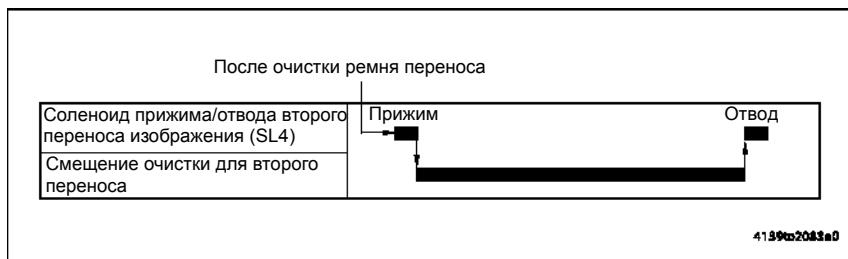 После очистки ремня переноса
Соленоид прижима/отвода второго
переноса изображения (SL4)
Прижим
Отвод
Смещение очистки для второго
переноса